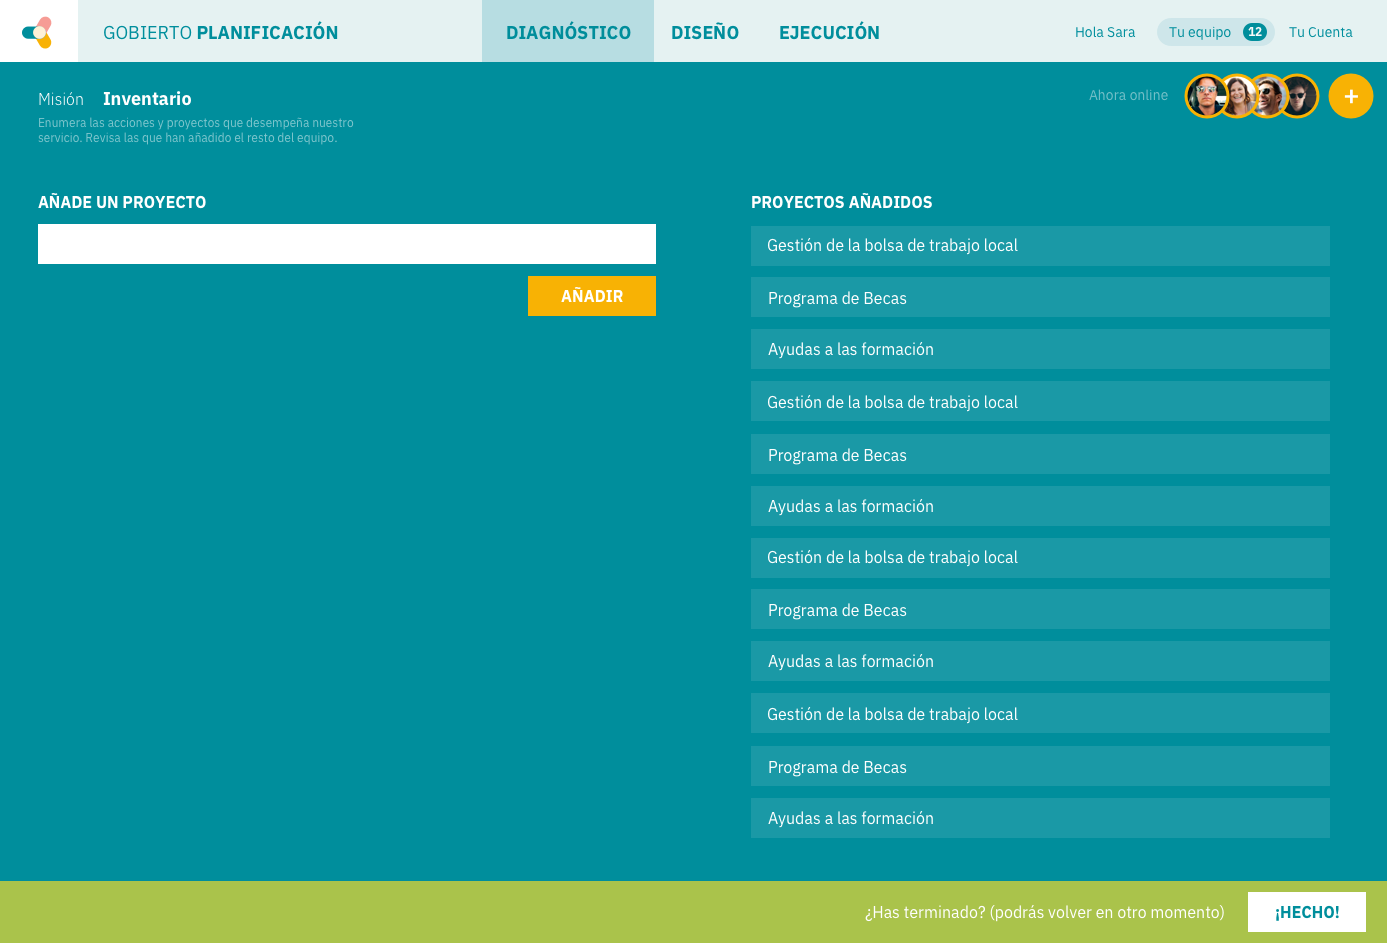 GOBIERTO PLANIFICACIÓN
DIAGNÓSTICO
DISEÑO
EJECUCIÓN
Hola Sara
Tu equipo 12
Tu Cuenta
Misión Inventario
Ahora online
+
Enumera las acciones y proyectos que desempeña nuestro
servicio. Revisa las que han añadido el resto del equipo.
AÑADE UN PROYECTO
AÑADIR
PROYECTOS AÑADIDOS
Gestión de la bolsa de trabajo local
Programa de Becas
Ayudas a las formación
Gestión de la bolsa de trabajo local
Programa de Becas
Ayudas a las formación
Gestión de la bolsa de trabajo local
Programa de Becas
Ayudas a las formación
Gestión de la bolsa de trabajo local
Programa de Becas
Ayudas a las formación
¿Has terminado? (podrás volver en otro momento)
¡HECHO!